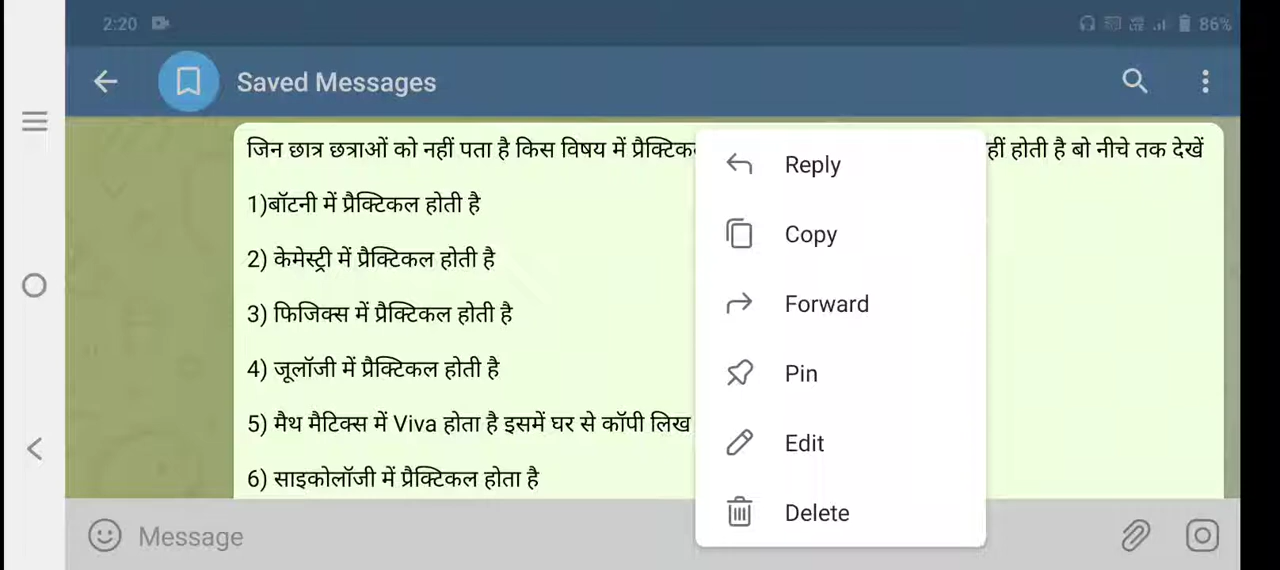 2:20
86%
Saved Messages
जिन छात्र छत्राओं को नहीं पता है किस विषय में होती है बो नीचे तक देखें
1)बॉटनी में प्रैक्टिकल होती है
2) केमेस्ट्री में प्रैक्टिकल होती है
3) फिजिक्स में प्रैक्टिकल होती है
4) जूलॉजी में प्रैक्टिकल होती है
5) मैथ मैटिक्स में Viva होता है इसमें घर से कॉपी लिख
6) साइकोलॉजी में प्रैक्टिकल होता है
Reply
Copy
Forward
Pin
Edit
Delete
Message